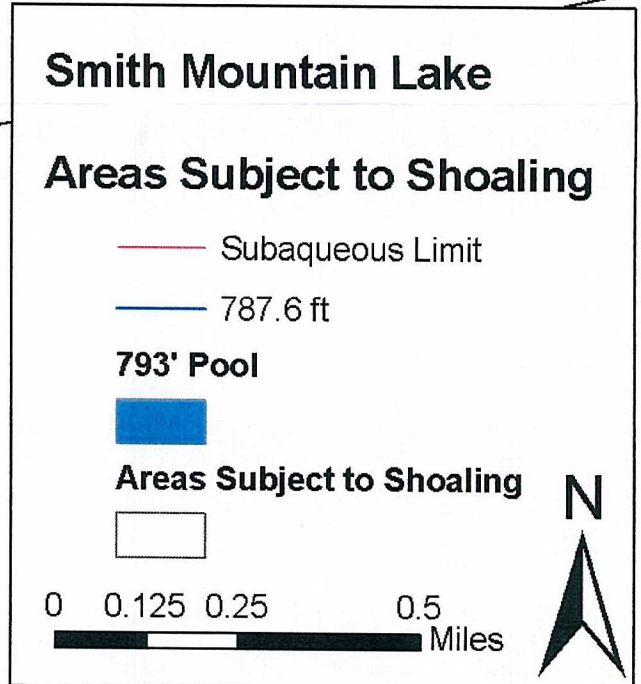 Smith Mountain Lake
Areas Subject to Shoaling
Subaqueous Limit
787.6 ft
793' Pool
Areas Subject to Shoaling
N
0 0.125 0.25 0.5
Miles